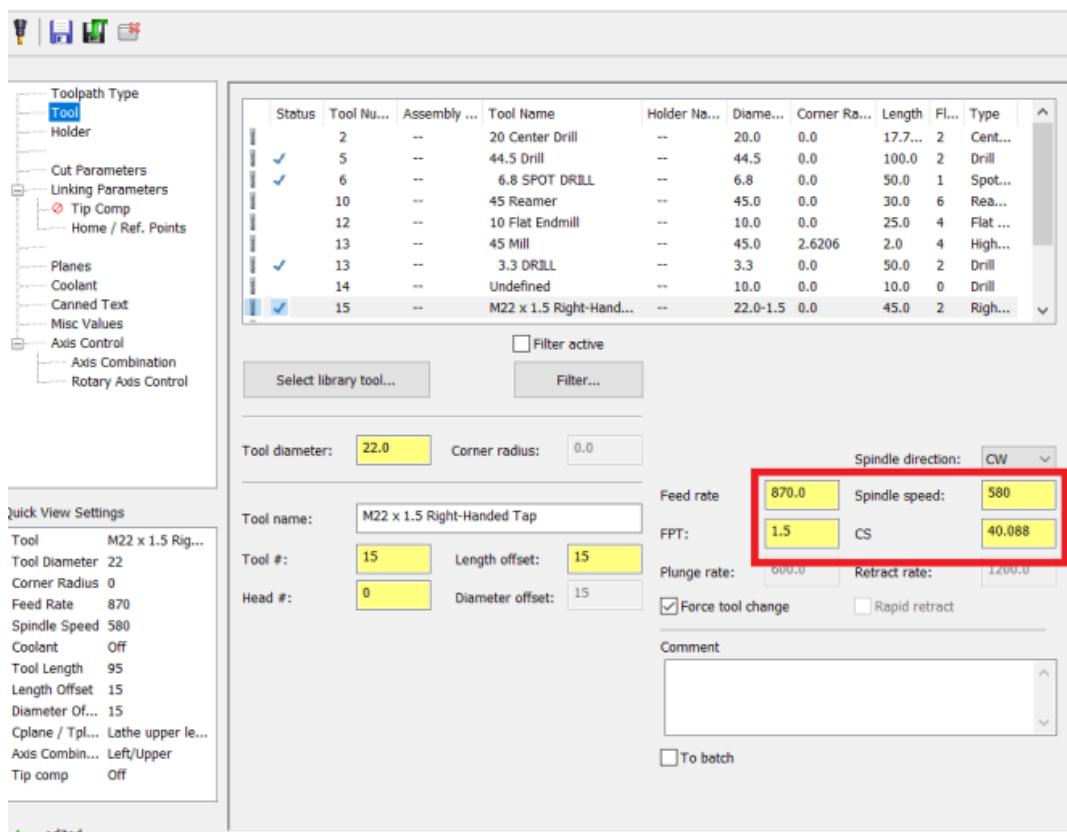 Toolpath Type
Tool
Holder
Cut Parameters
Linking Parameters
Tip Comp
Home / Ref. Points
Planes
Coolant
Canned Text
Misc Values
Axis Control
Axis Combination
Rotary Axis Control
Quick View Settings
Tool M22 x 1.5 Rig...
Tool Diameter 22
Corner Radius 0
Feed Rate 870
Spindle Speed 580
Coolant Off
Tool Length 95
Length Offset 15
Diameter Of... 15
Cplane / Tpl... Lathe upper le...
Axis Combin... Left/Upper
Tip comp Off
Status Tool Nu... Assembly ... Tool Name Holder Na... Diame... Corner Ra... Length Fl... Type
2 -- 20 Center Drill -- 20.0 0.0 17.7... 2 Cent...
5 -- 44.5 Drill -- 44.5 0.0 100.0 2 Drill
6 -- 6.8 SPOT DRILL -- 6.8 0.0 50.0 1 Spot...
10 -- 45 Reamer -- 45.0 0.0 30.0 6 Rea...
12 -- 10 Flat Endmill -- 10.0 0.0 25.0 4 Flat ...
13 -- 45 Mill -- 45.0 2.6206 2.0 4 High...
13 -- 3.3 DRILL -- 3.3 0.0 50.0 2 Drill
14 -- Undefined -- 10.0 0.0 10.0 0 Drill
15 -- M22 x 1.5 Right-Hand... -- 22.0-1.5 0.0 45.0 2 Righ...
Filter active
Select library tool... Filter...
Tool diameter: 22.0 Corner radius: 0.0
Tool name: M22 x 1.5 Right-Handed Tap
Tool #: 15 Length offset: 15
Head #: 0 Diameter offset: 15
Spindle direction: CW
Feed rate 870.0 Spindle speed: 580
FPT: 1.5 CS 40.088
Plunge rate: 600.0 Retract rate: 1200.0
Force tool change Rapid retract
Comment
To batch